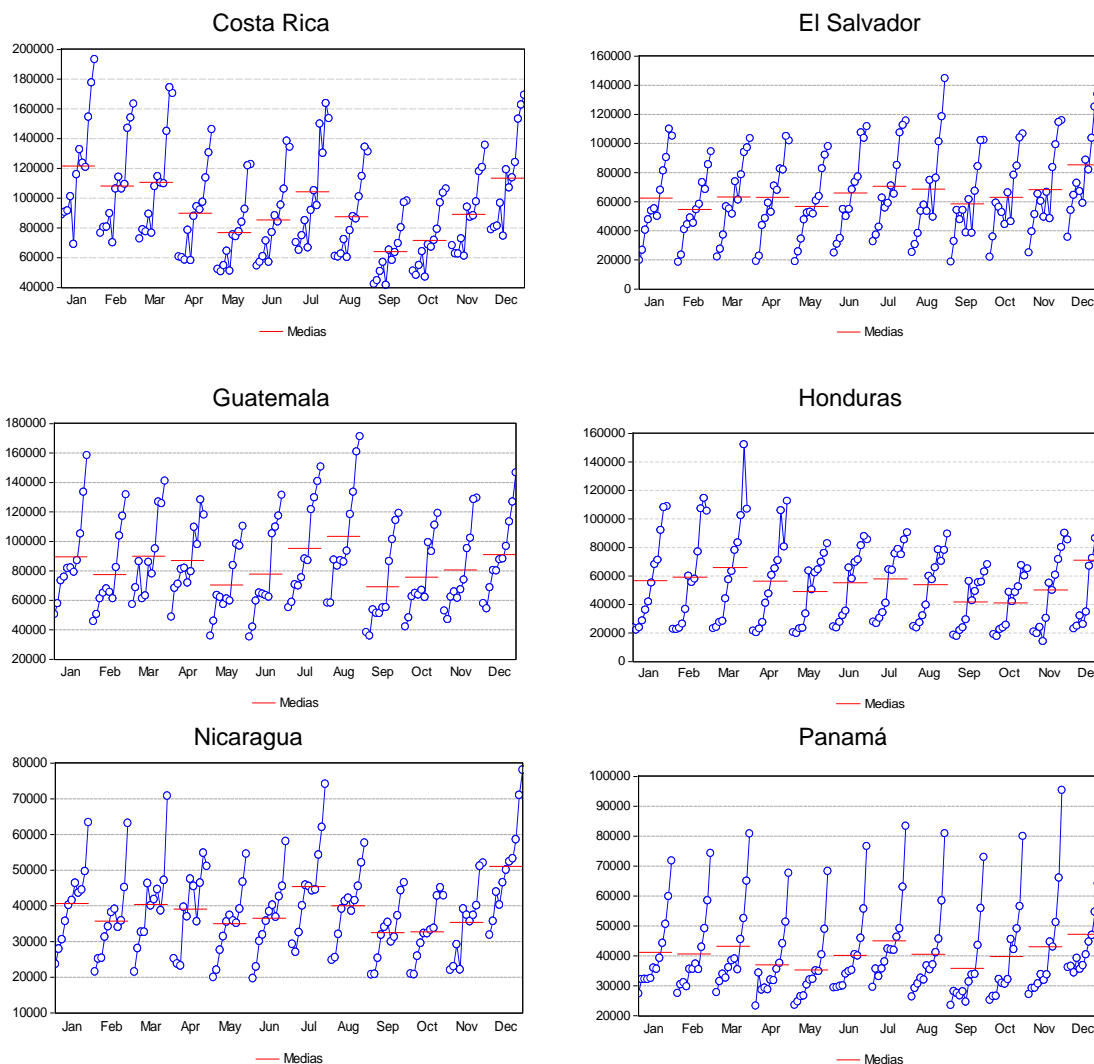 Costa Rica
200000
180000
160000
140000
120000
100000
80000
60000
40000
Jan Feb Mar Apr May Jun Jul Aug Sep Oct Nov Dec
Medias
El Salvador
160000
140000
120000
100000
80000
60000
40000
20000
0
Jan Feb Mar Apr May Jun Jul Aug Sep Oct Nov Dec
Medias
Guatemala
180000
160000
140000
120000
100000
80000
60000
40000
20000
Jan Feb Mar Apr May Jun Jul Aug Sep Oct Nov Dec
Medias
Honduras
160000
140000
120000
100000
80000
60000
40000
20000
0
Jan Feb Mar Apr May Jun Jul Aug Sep Oct Nov De
Medias
Nicaragua
80000
70000
60000
50000
40000
30000
20000
10000
Jan Feb Mar Apr May Jun Jul Aug Sep Oct Nov Dec
Medias
Panamá
100000
90000
80000
70000
60000
50000
40000
30000
20000
Jan Feb Mar Apr May Jun Jul Aug Sep Oct Nov Dec
Medias